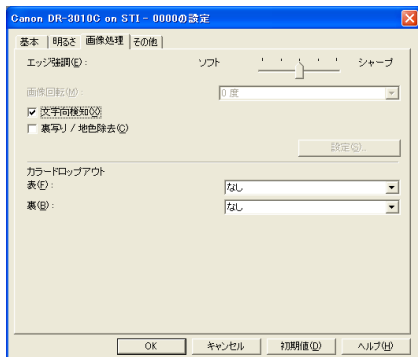 Canon DR-3010C on STI - 0000の設定
基本 明るさ 画像処理 その他
エッジ強調(E): ソフト シャープ
画像回転(M): 0 度
文字向検知(X)
裏写り / 地色除去(C)
設定(S)...
カラードロップアウト
表(F): なし
裏(B): なし
OK キャンセル 初期値(D) ヘルプ(H)